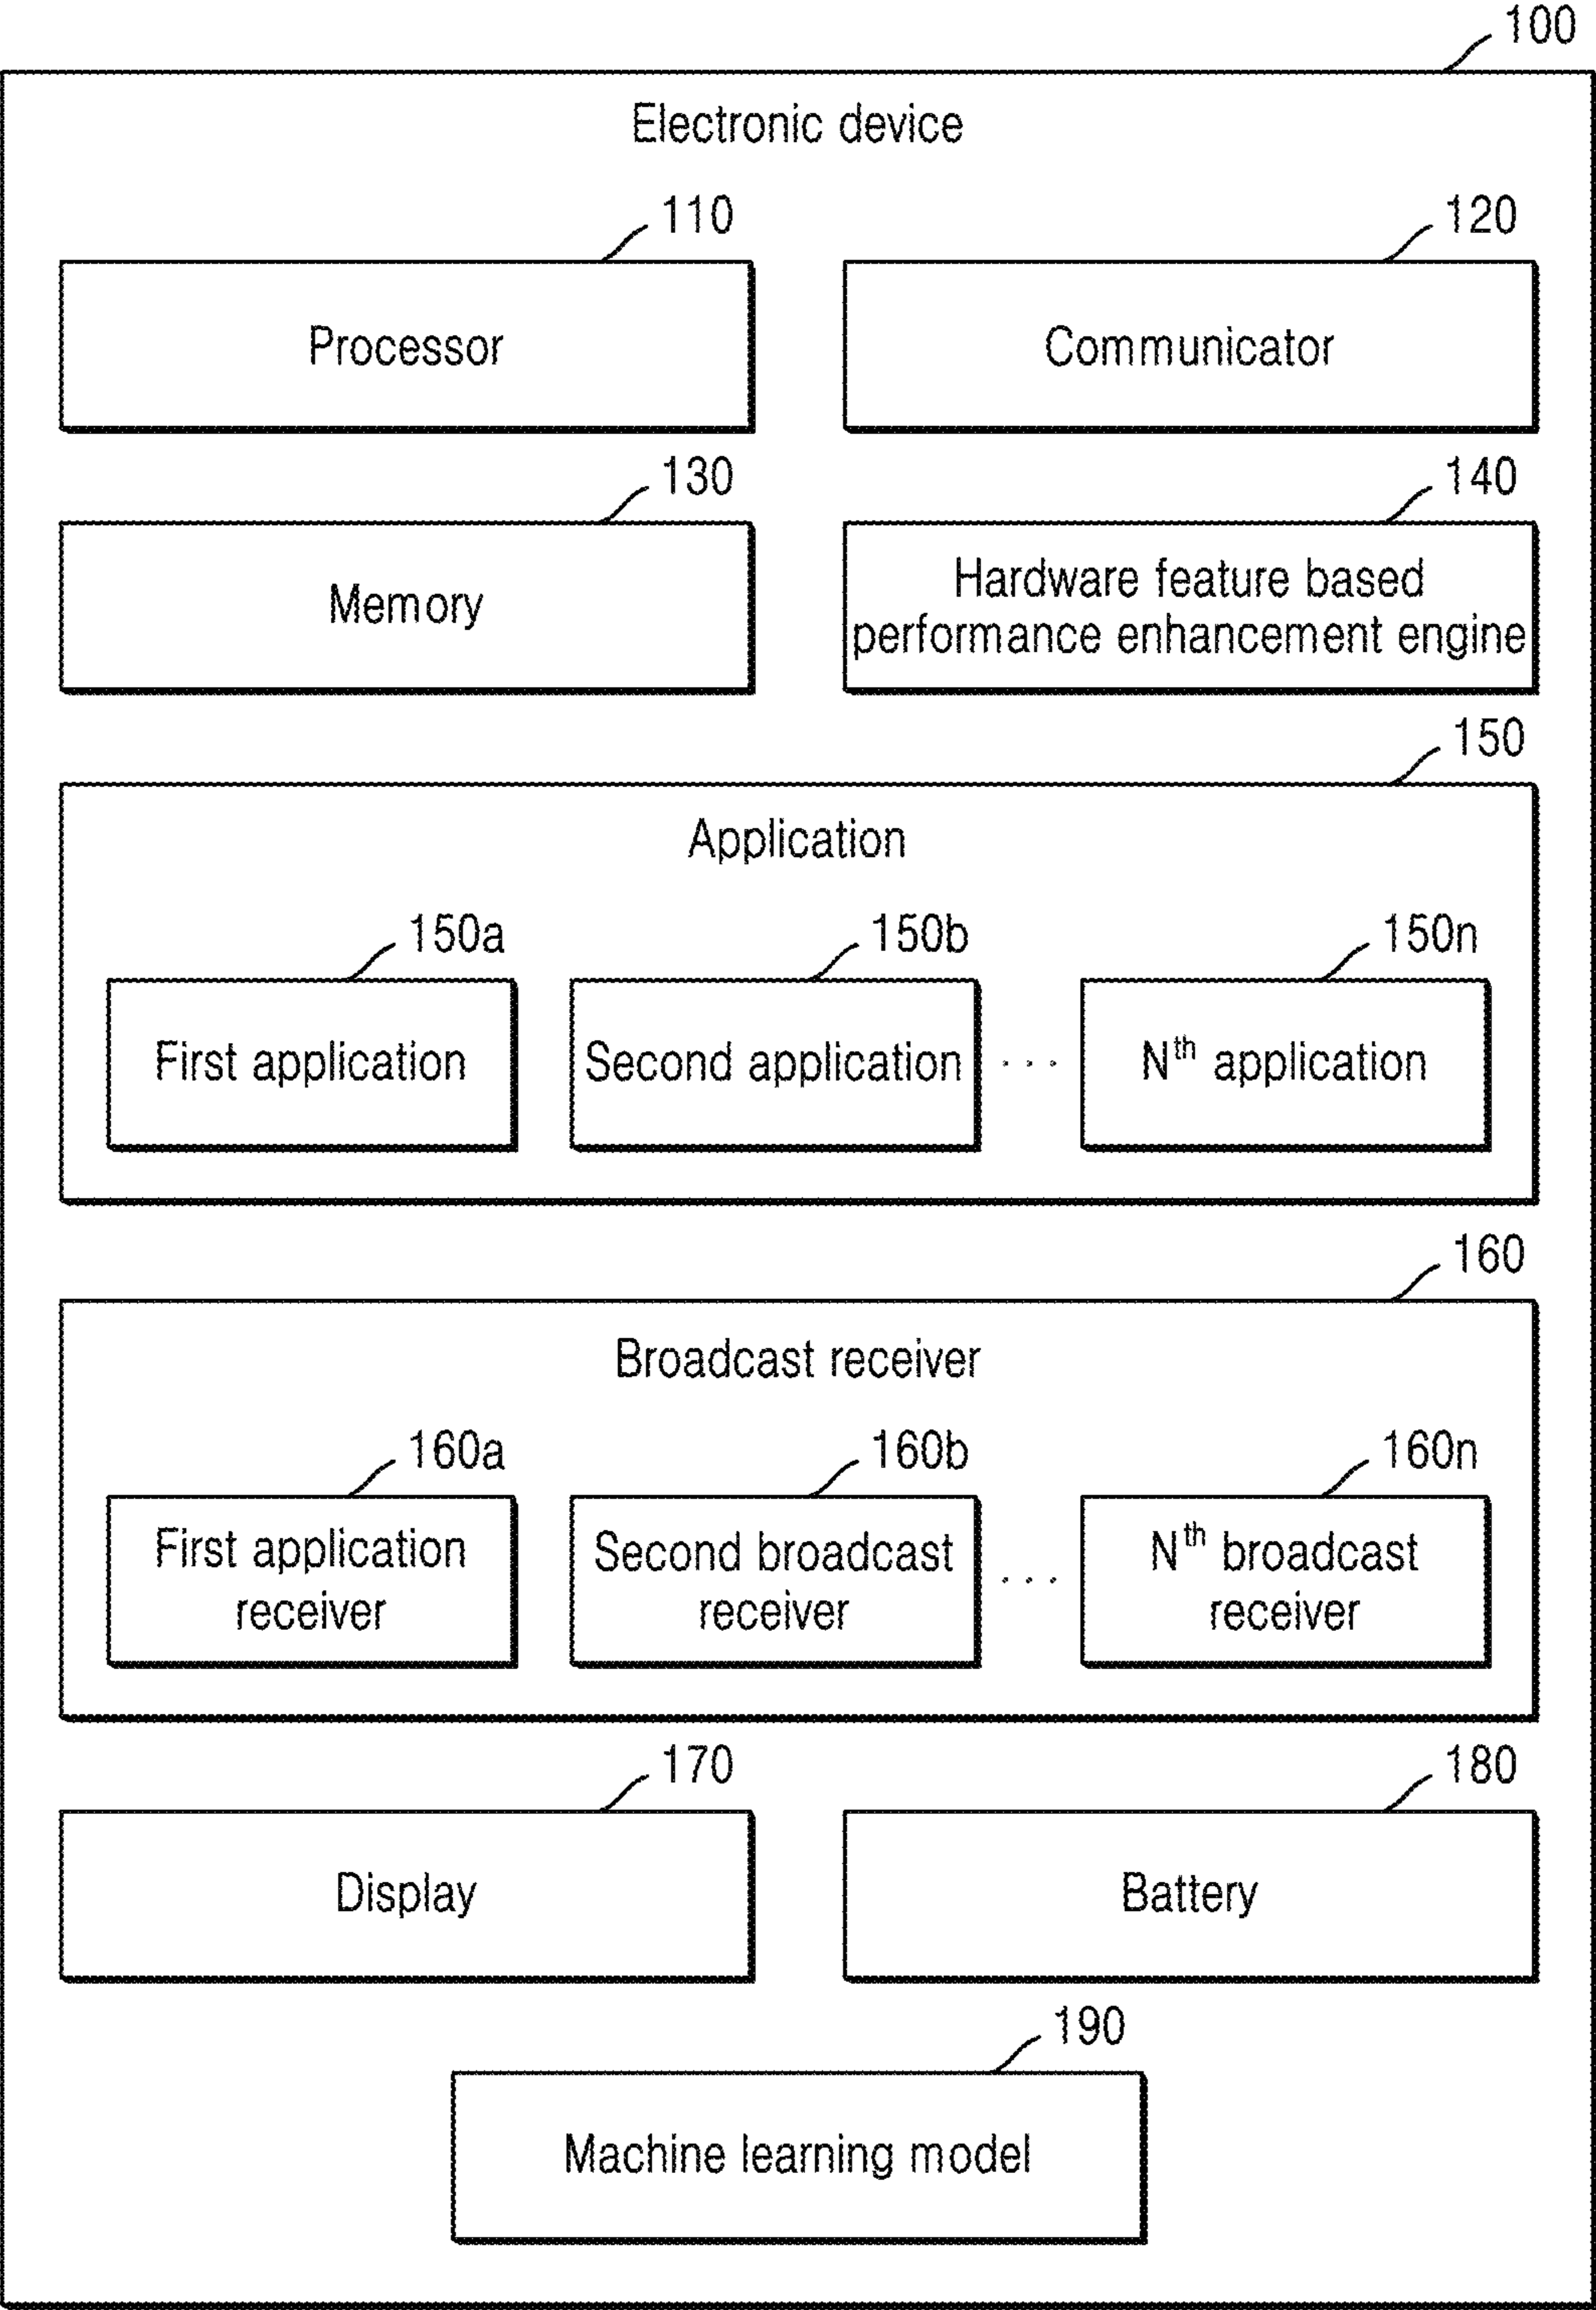 100
Electronic device
110
120
Processor
Communicator
130
140
Memory
Hardware feature based
performance enhancement engine
150
Application
150a
150b
150n
First application
Second application
...
Nth application
160
Broadcast receiver
160a
160b
160n
First application
receiver
Second broadcast
receiver
...
Nth broadcast
receiver
170
180
Display
Battery
190
Machine learning model